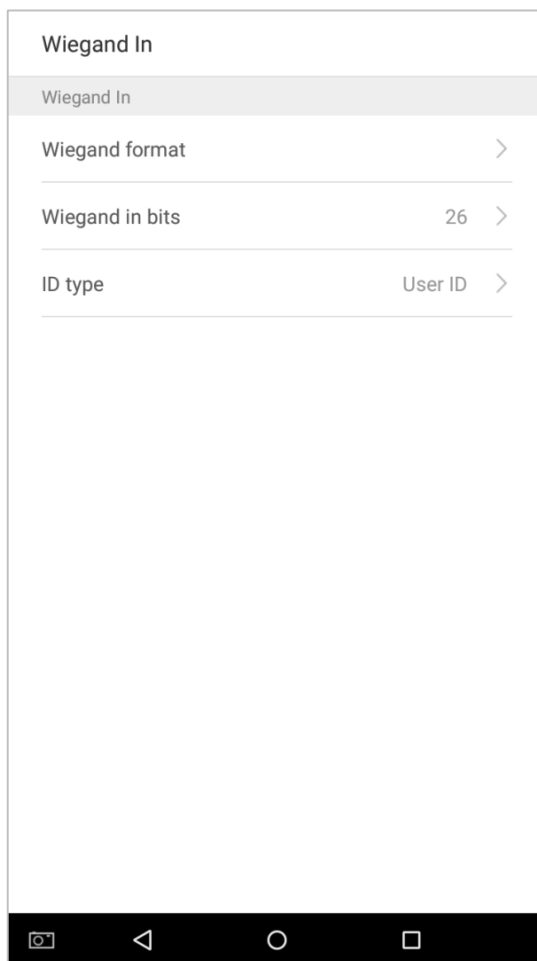 Wiegand In
Wiegand In
Wiegand format
Wiegand in bits 26
ID type User ID